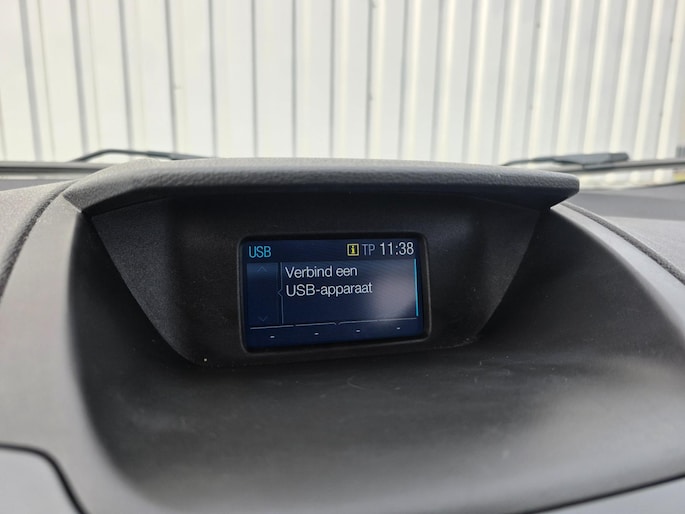 USB i TP 11:38
Verbind een
USB-apparaat